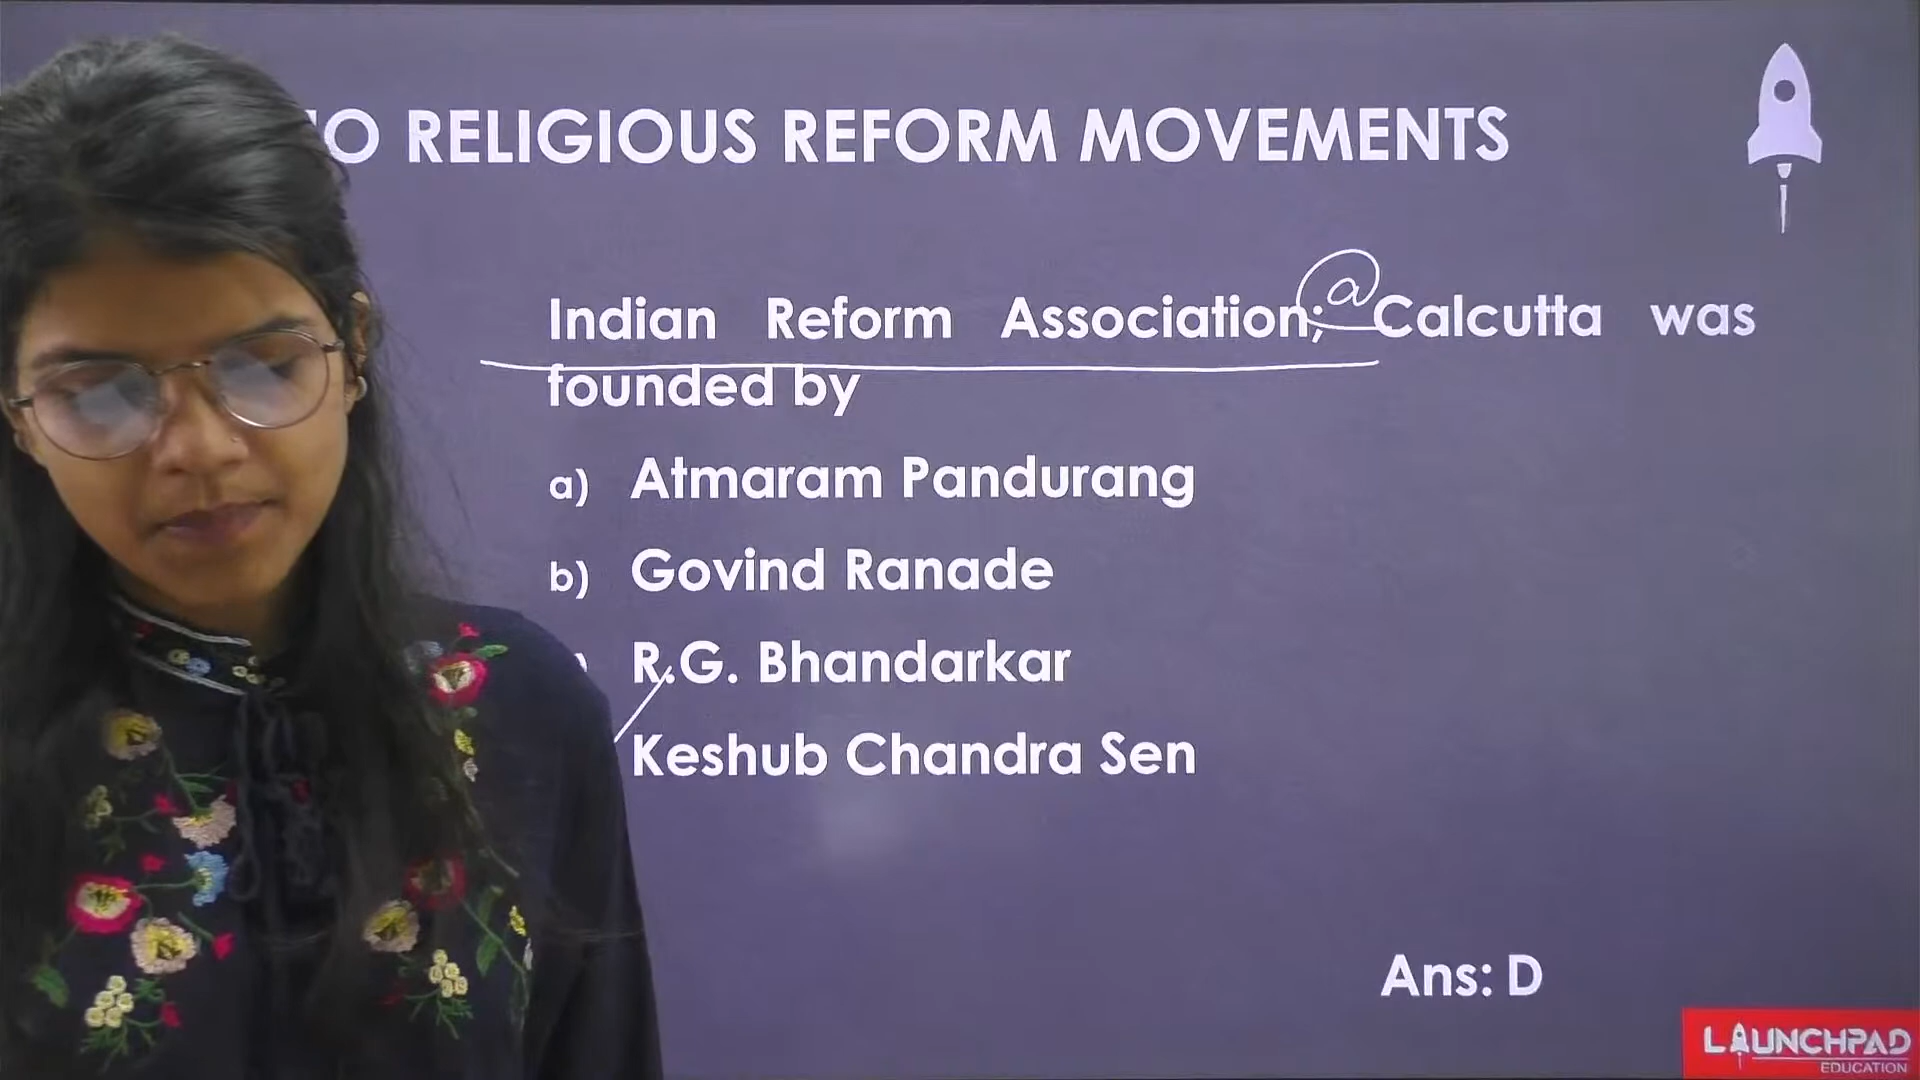 O RELIGIOUS REFORM MOVEMENTS
Indian Reform Association; @ Calcutta was
founded by
a) Atmaram Pandurang
b) Govind Ranade
) R.G. Bhandarkar
Keshub Chandra Sen
Ans: D
LAUNCHPAD
EDUCATION